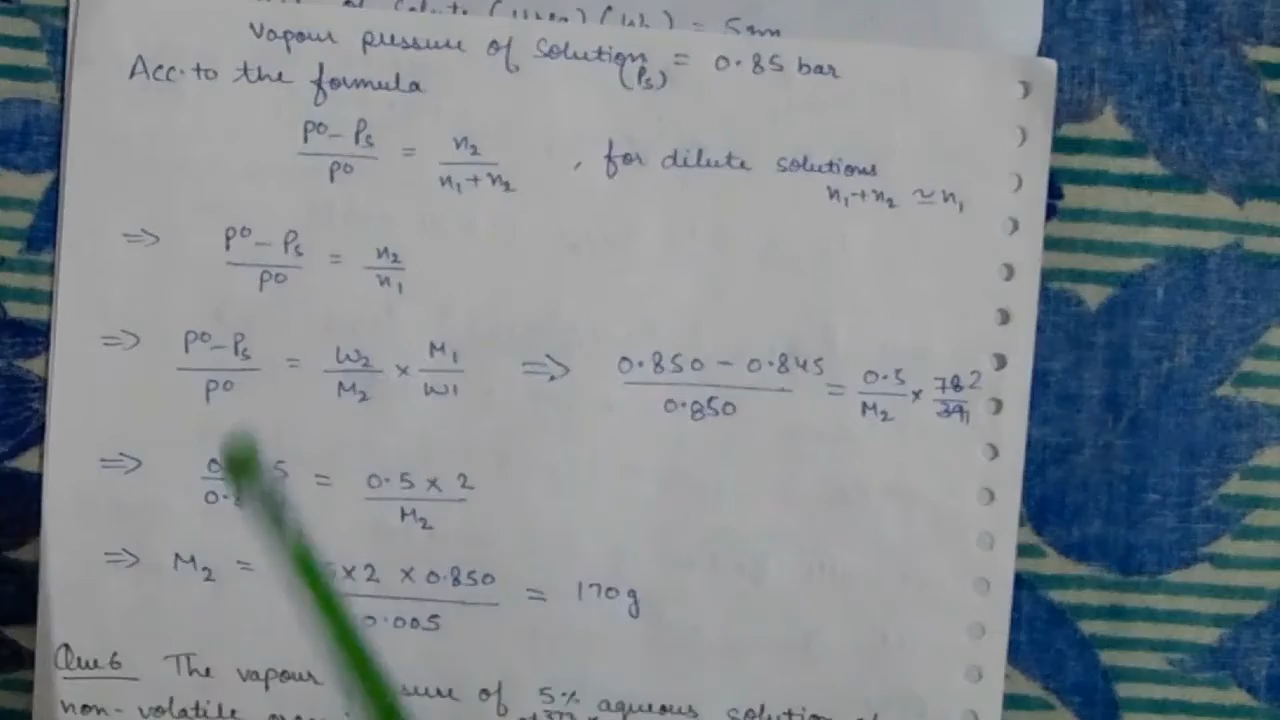 = 5gm
Vapour pressure of Solution (Ps) = 0.85 bar
Acc. to the formula
P° - Ps / P° = n2 / n1 + n2 , for dilute solutions
n1 + n2 ≃ n1
⇒ P° - Ps / P° = n2 / n1
⇒ P° - Ps / P° = W2 / M2 × M1 / W1 ⇒ 0.850 - 0.845 / 0.850 = 0.5 / M2 × 78 2 / 39 1
⇒ = 0.5 × 2 / M2
⇒ M2 = × 2 × 0.850 / 0.005 = 170g
Que 6 The vapour of 5% aqueous solution
non-volatile